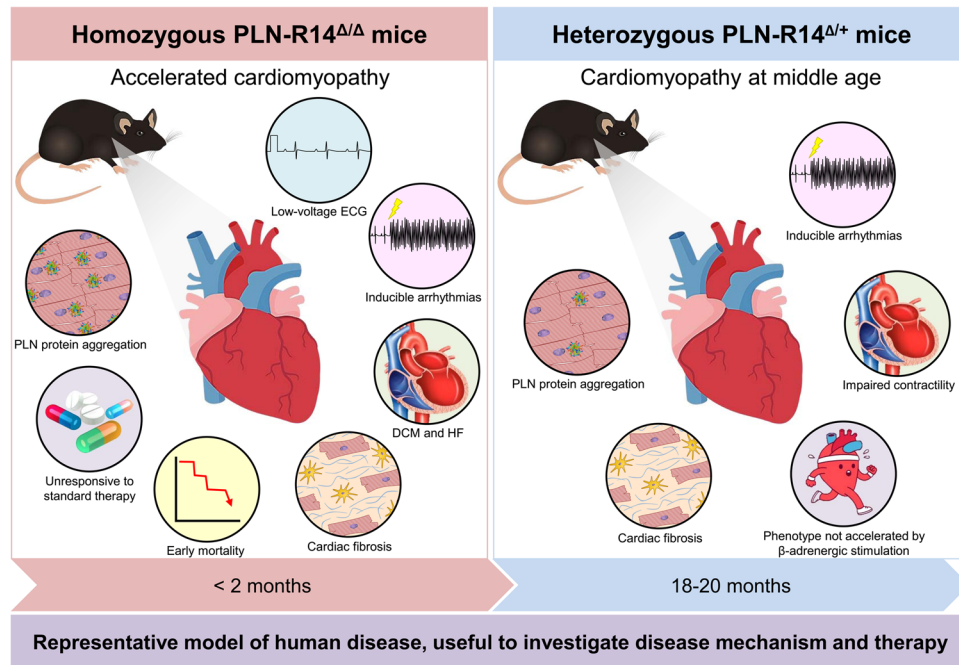 Homozygous PLN-R14Δ/Δ mice
Accelerated cardiomyopathy
Low-voltage ECG
Inducible arrhythmias
PLN protein aggregation
DCM and HF
Unresponsive to
standard therapy
Early mortality
Cardiac fibrosis
< 2 months
Heterozygous PLN-R14Δ/+ mice
Cardiomyopathy at middle age
Inducible arrhythmias
PLN protein aggregation
Impaired contractility
Cardiac fibrosis
Phenotype not accelerated by
β-adrenergic stimulation
18-20 months
Representative model of human disease, useful to investigate disease mechanism and therapy